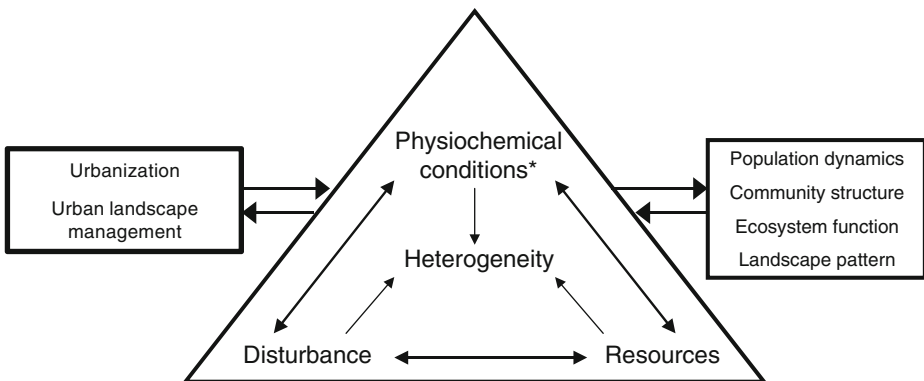 Urbanization
Urban landscape
management
Physiochemical
conditions*
Heterogeneity
Disturbance
Resources
Population dynamics
Community structure
Ecosystem function
Landscape pattern